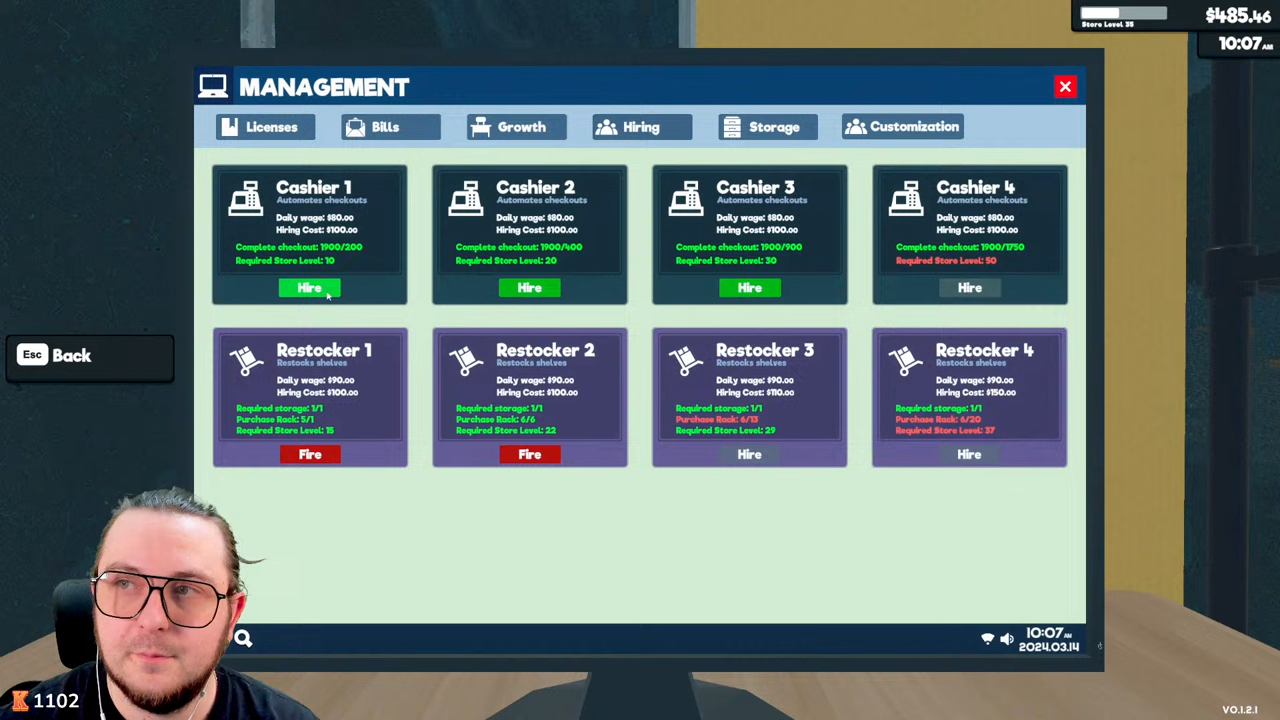 $485.46
Store Level 35
10:07AM
MANAGEMENT
X
Licenses
Bills
Growth
Hiring
Storage
Customization
Cashier 1
Automates checkouts
Daily wage: $80.00
Hiring Cost: $100.00
Complete checkout: 1900/200
Required Store Level: 10
Hire
Cashier 2
Automates checkouts
Daily wage: $80.00
Hiring Cost: $100.00
Complete checkout: 1900/400
Required Store Level: 20
Hire
Cashier 3
Automates checkouts
Daily wage: $80.00
Hiring Cost: $100.00
Complete checkout: 1900/900
Required Store Level: 30
Hire
Cashier 4
Automates checkouts
Daily wage: $80.00
Hiring Cost: $100.00
Complete checkout: 1900/1750
Required Store Level: 50
Hire
Esc Back
Restocker 1
Restocks shelves
Daily wage: $90.00
Hiring Cost: $100.00
Required storage: 1/1
Purchase Rack: 5/1
Required Store Level: 15
Fire
Restocker 2
Restocks shelves
Daily wage: $90.00
Hiring Cost: $100.00
Required storage: 1/1
Purchase Rack: 6/6
Required Store Level: 22
Fire
Restocker 3
Restocks shelves
Daily wage: $90.00
Hiring Cost: $110.00
Required storage: 1/1
Purchase Rack: 6/13
Required Store Level: 29
Hire
Restocker 4
Restocks shelves
Daily wage: $90.00
Hiring Cost: $150.00
Required storage: 1/1
Purchase Rack: 6/20
Required Store Level: 37
Hire
10:07AM
2024.03.14
K 1102
V0.1.2.1